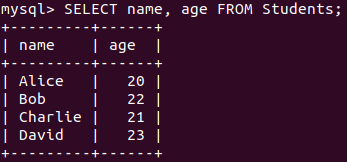 mysql> SELECT name, age FROM Students;
+---------+------+
| name    | age  |
+---------+------+
| Alice   |   20 |
| Bob     |   22 |
| Charlie |   21 |
| David   |   23 |
+---------+------+